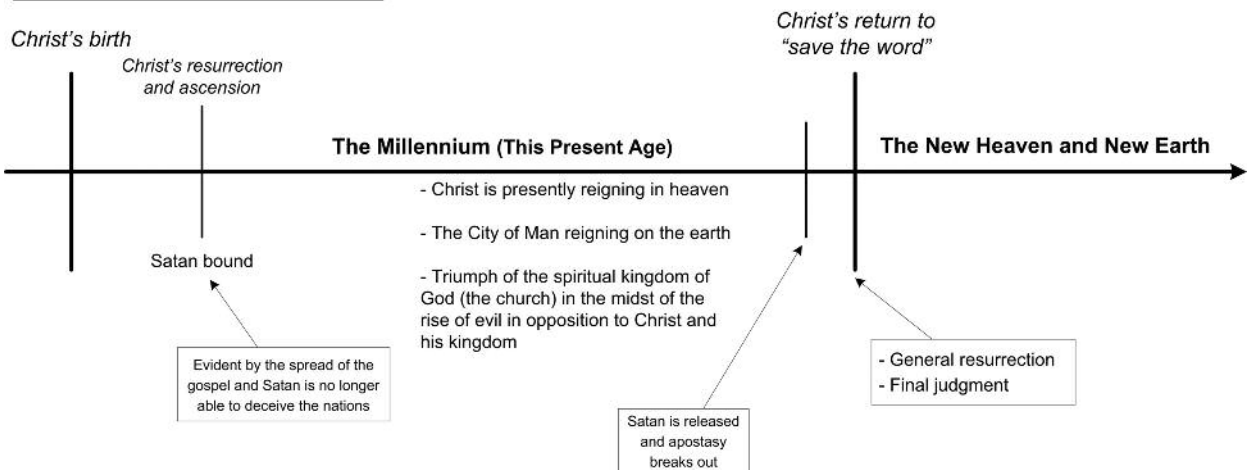 Christ's birth
Christ's resurrection
and ascension
Christ's return to
“save the word”
The Millennium (This Present Age)
The New Heaven and New Earth
- Christ is presently reigning in heaven
- The City of Man reigning on the earth
- Triumph of the spiritual kingdom of
God (the church) in the midst of the
rise of evil in opposition to Christ and
his kingdom
Satan bound
Evident by the spread of the
gospel and Satan is no longer
able to deceive the nations
Satan is released
and apostasy
breaks out
- General resurrection
- Final judgment